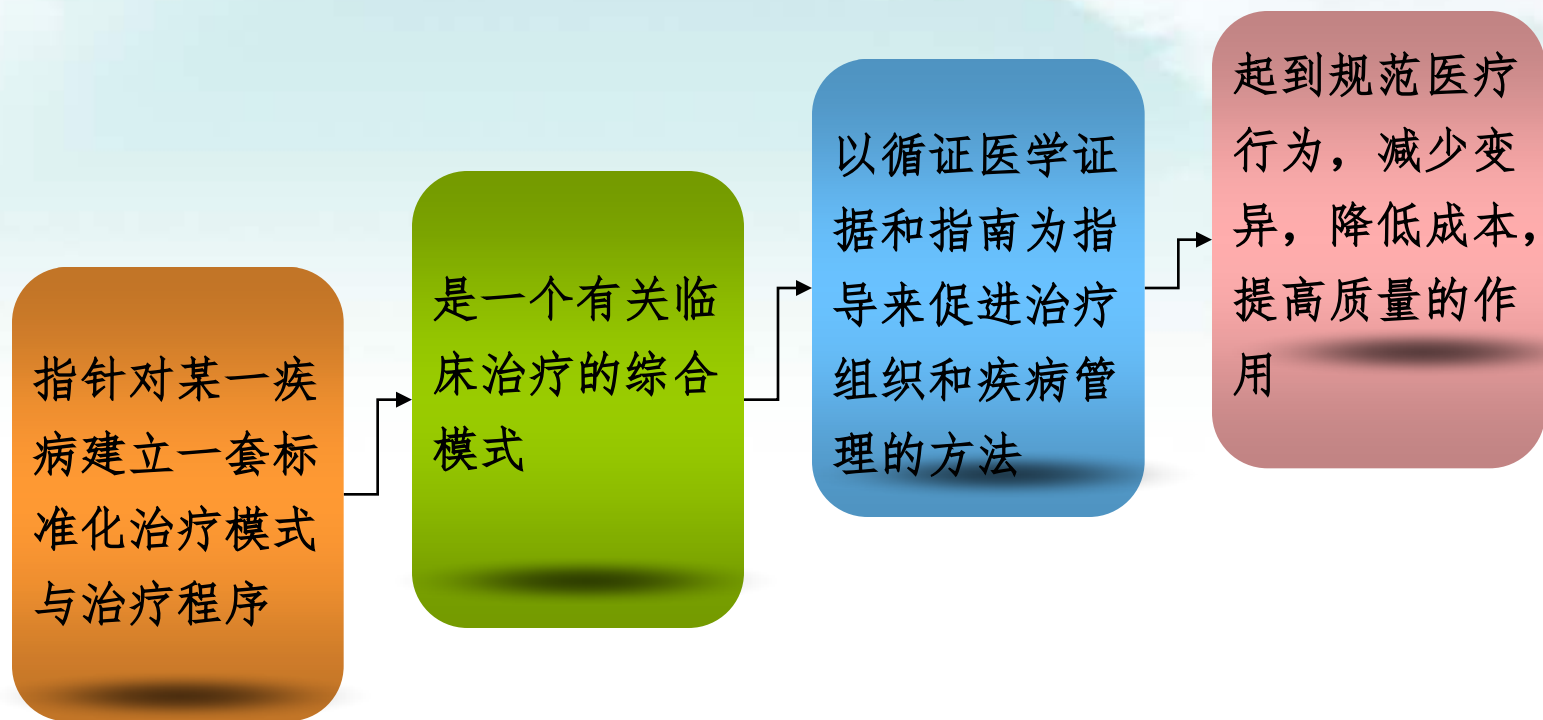 指针对某一疾
病建立一套标
准化治疗模式
与治疗程序
是一个有关临
床治疗的综合
模式
以循证医学证
据和指南为指
导来促进治疗
组织和疾病管
理的方法
起到规范医疗
行为，减少变
异，降低成本，
提高质量的作
用